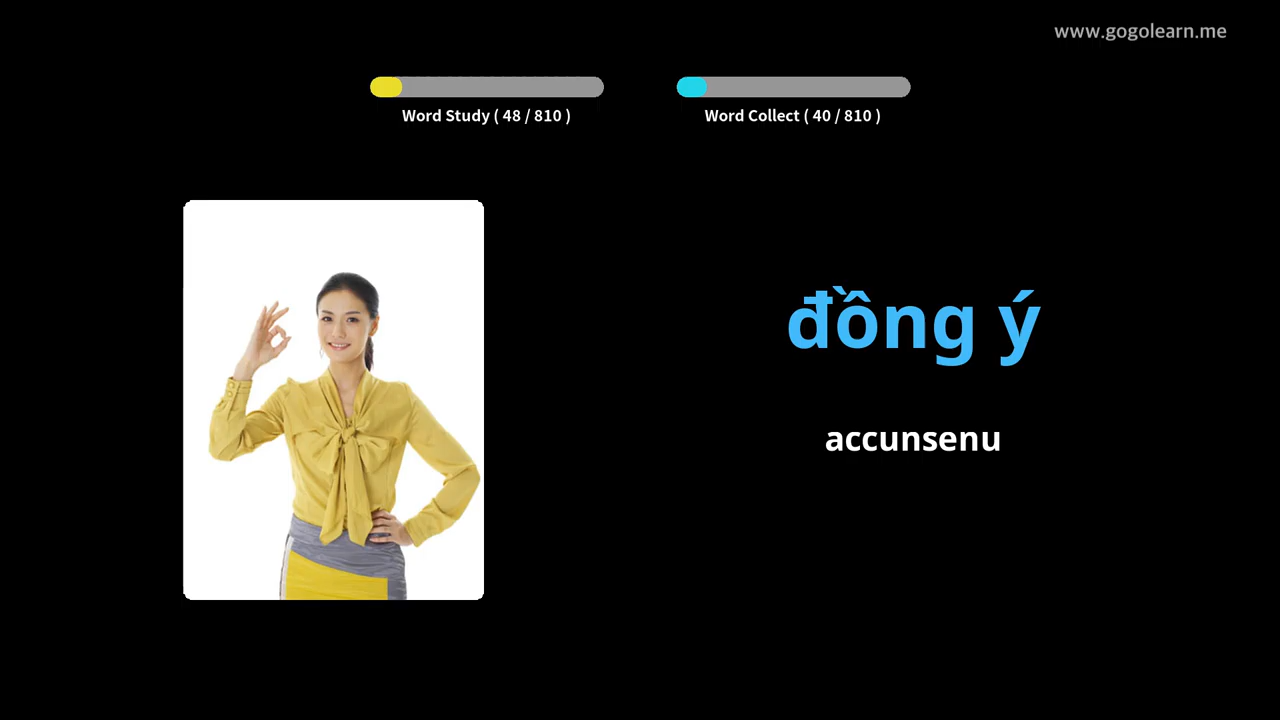 www.gogolearn.me
Word Study ( 48 / 810 )
Word Collect ( 40 / 810 )
đồng ý
accunsenu